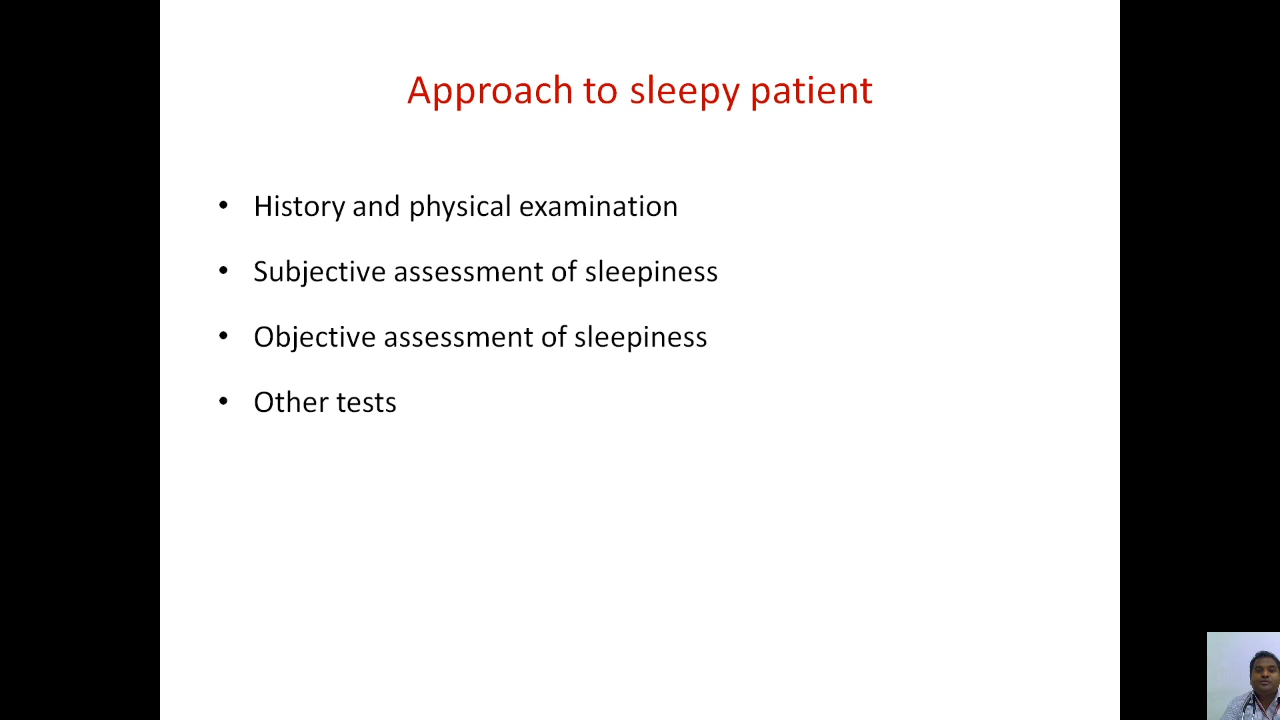 Approach to sleepy patient
• History and physical examination
• Subjective assessment of sleepiness
• Objective assessment of sleepiness
• Other tests